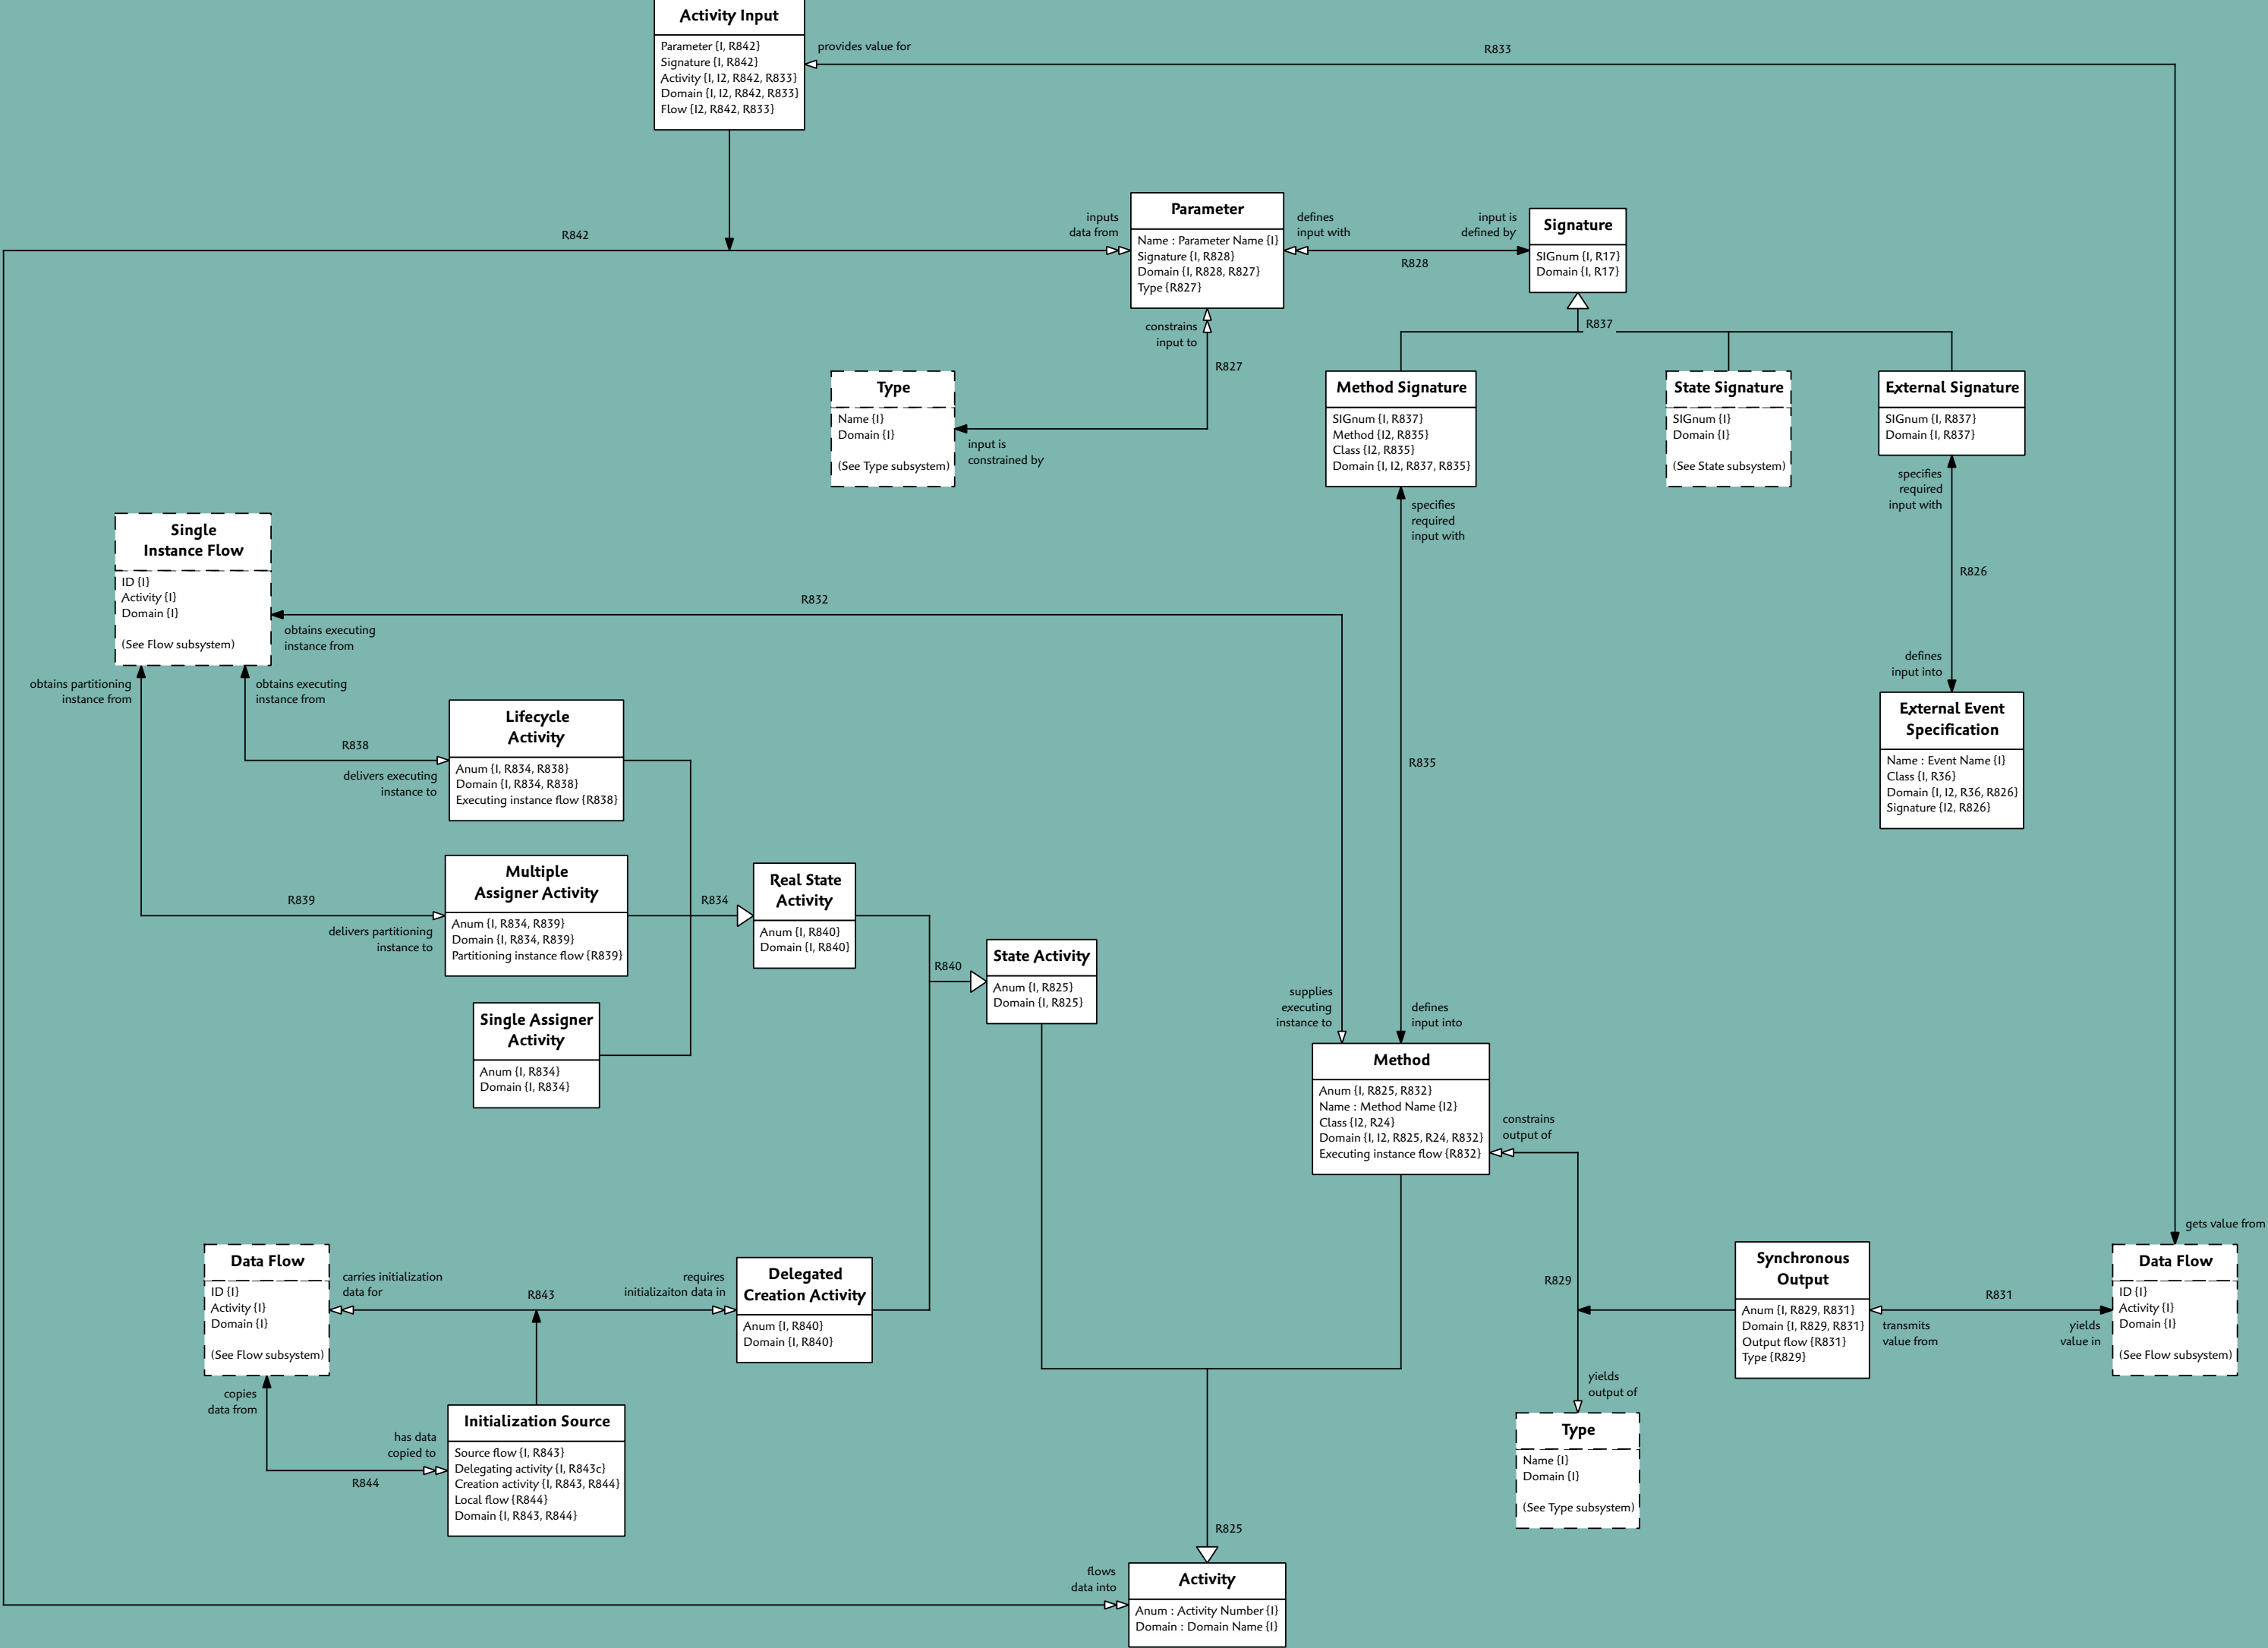 Activity Input
Parameter {I, R842}
Signature {I, R842}
Activity {I, I2, R842, R833}
Domain {I, I2, R842, R833}
Flow {I2, R842, R833}
provides value for
R833
R842
inputs
data from
Parameter
Name : Parameter Name {I}
Signature {I, R828}
Domain {I, R828, R827}
Type {R827}
defines
input with
R828
input is
defined by
Signature
SIGnum {I, R17}
Domain {I, R17}
R837
constrains
input to
R827
Type
Name {I}
Domain {I}
(See Type subsystem)
input is
constrained by
Method Signature
SIGnum {I, R837}
Method {I2, R835}
Class {I2, R835}
Domain {I, I2, R837, R835}
State Signature
SIGnum {I}
Domain {I}
(See State subsystem)
External Signature
SIGnum {I, R837}
Domain {I, R837}
specifies
required
input with
specifies
required
input with
R826
defines
input into
External Event
Specification
Name : Event Name {I}
Class {I, R36}
Domain {I, I2, R36, R826}
Signature {I2, R826}
Single
Instance Flow
ID {I}
Activity {I}
Domain {I}
(See Flow subsystem)
R832
obtains executing
instance from
obtains partitioning
instance from
obtains executing
instance from
R838
delivers executing
instance to
Lifecycle
Activity
Anum {I, R834, R838}
Domain {I, R834, R838}
Executing instance flow {R838}
R835
R839
delivers partitioning
instance to
Multiple
Assigner Activity
Anum {I, R834, R839}
Domain {I, R834, R839}
Partitioning instance flow {R839}
R834
Real State
Activity
Anum {I, R840}
Domain {I, R840}
R840
State Activity
Anum {I, R825}
Domain {I, R825}
Single Assigner
Activity
Anum {I, R834}
Domain {I, R834}
supplies
executing
instance to
defines
input into
Method
Anum {I, R825, R832}
Name : Method Name {I2}
Class {I2, R24}
Domain {I, I2, R825, R24, R832}
Executing instance flow {R832}
constrains
output of
R829
gets value from
Data Flow
ID {I}
Activity {I}
Domain {I}
(See Flow subsystem)
carries initialization
data for
R843
requires
initializaiton data in
Delegated
Creation Activity
Anum {I, R840}
Domain {I, R840}
Synchronous
Output
Anum {I, R829, R831}
Domain {I, R829, R831}
Output flow {R831}
Type {R829}
R831
transmits
value from
yields
value in
Data Flow
ID {I}
Activity {I}
Domain {I}
(See Flow subsystem)
yields
output of
Type
Name {I}
Domain {I}
(See Type subsystem)
copies
data from
has data
copied to
R844
Initialization Source
Source flow {I, R843}
Delegating activity {I, R843c}
Creation activity {I, R843, R844}
Local flow {R844}
Domain {I, R843, R844}
R825
flows
data into
Activity
Anum : Activity Number {I}
Domain : Domain Name {I}